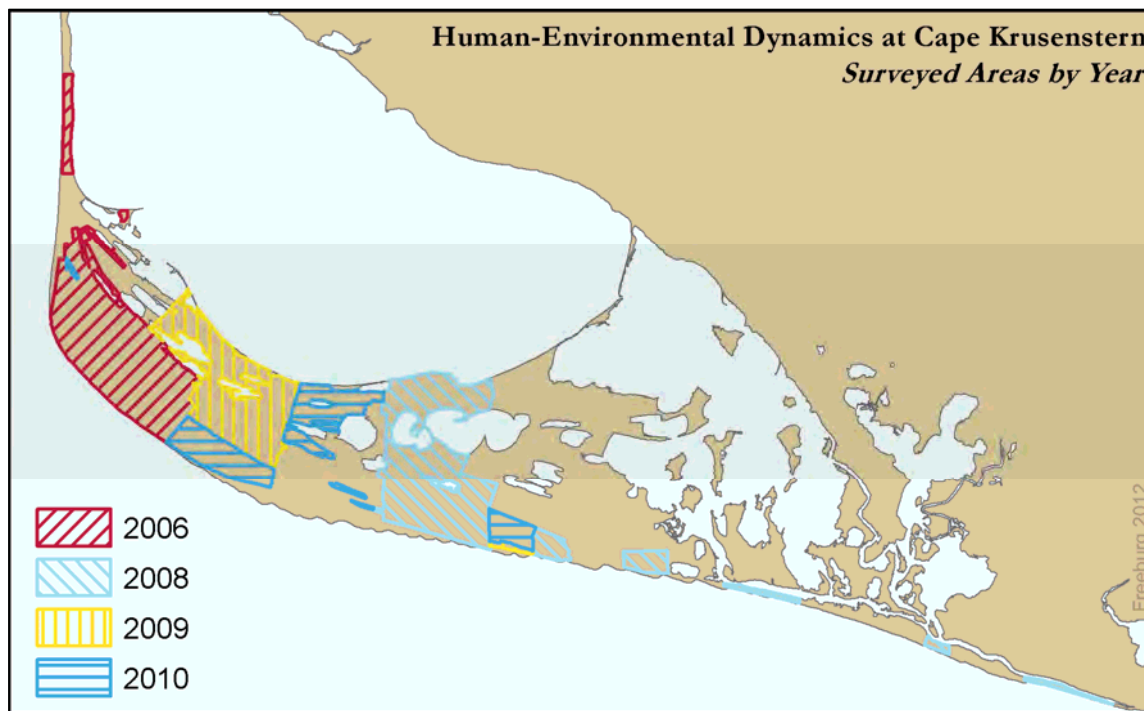 Human-Environmental Dynamics at Cape Krusenstern
Surveyed Areas by Year
2006
2008
2009
2010
Freeburg 2012